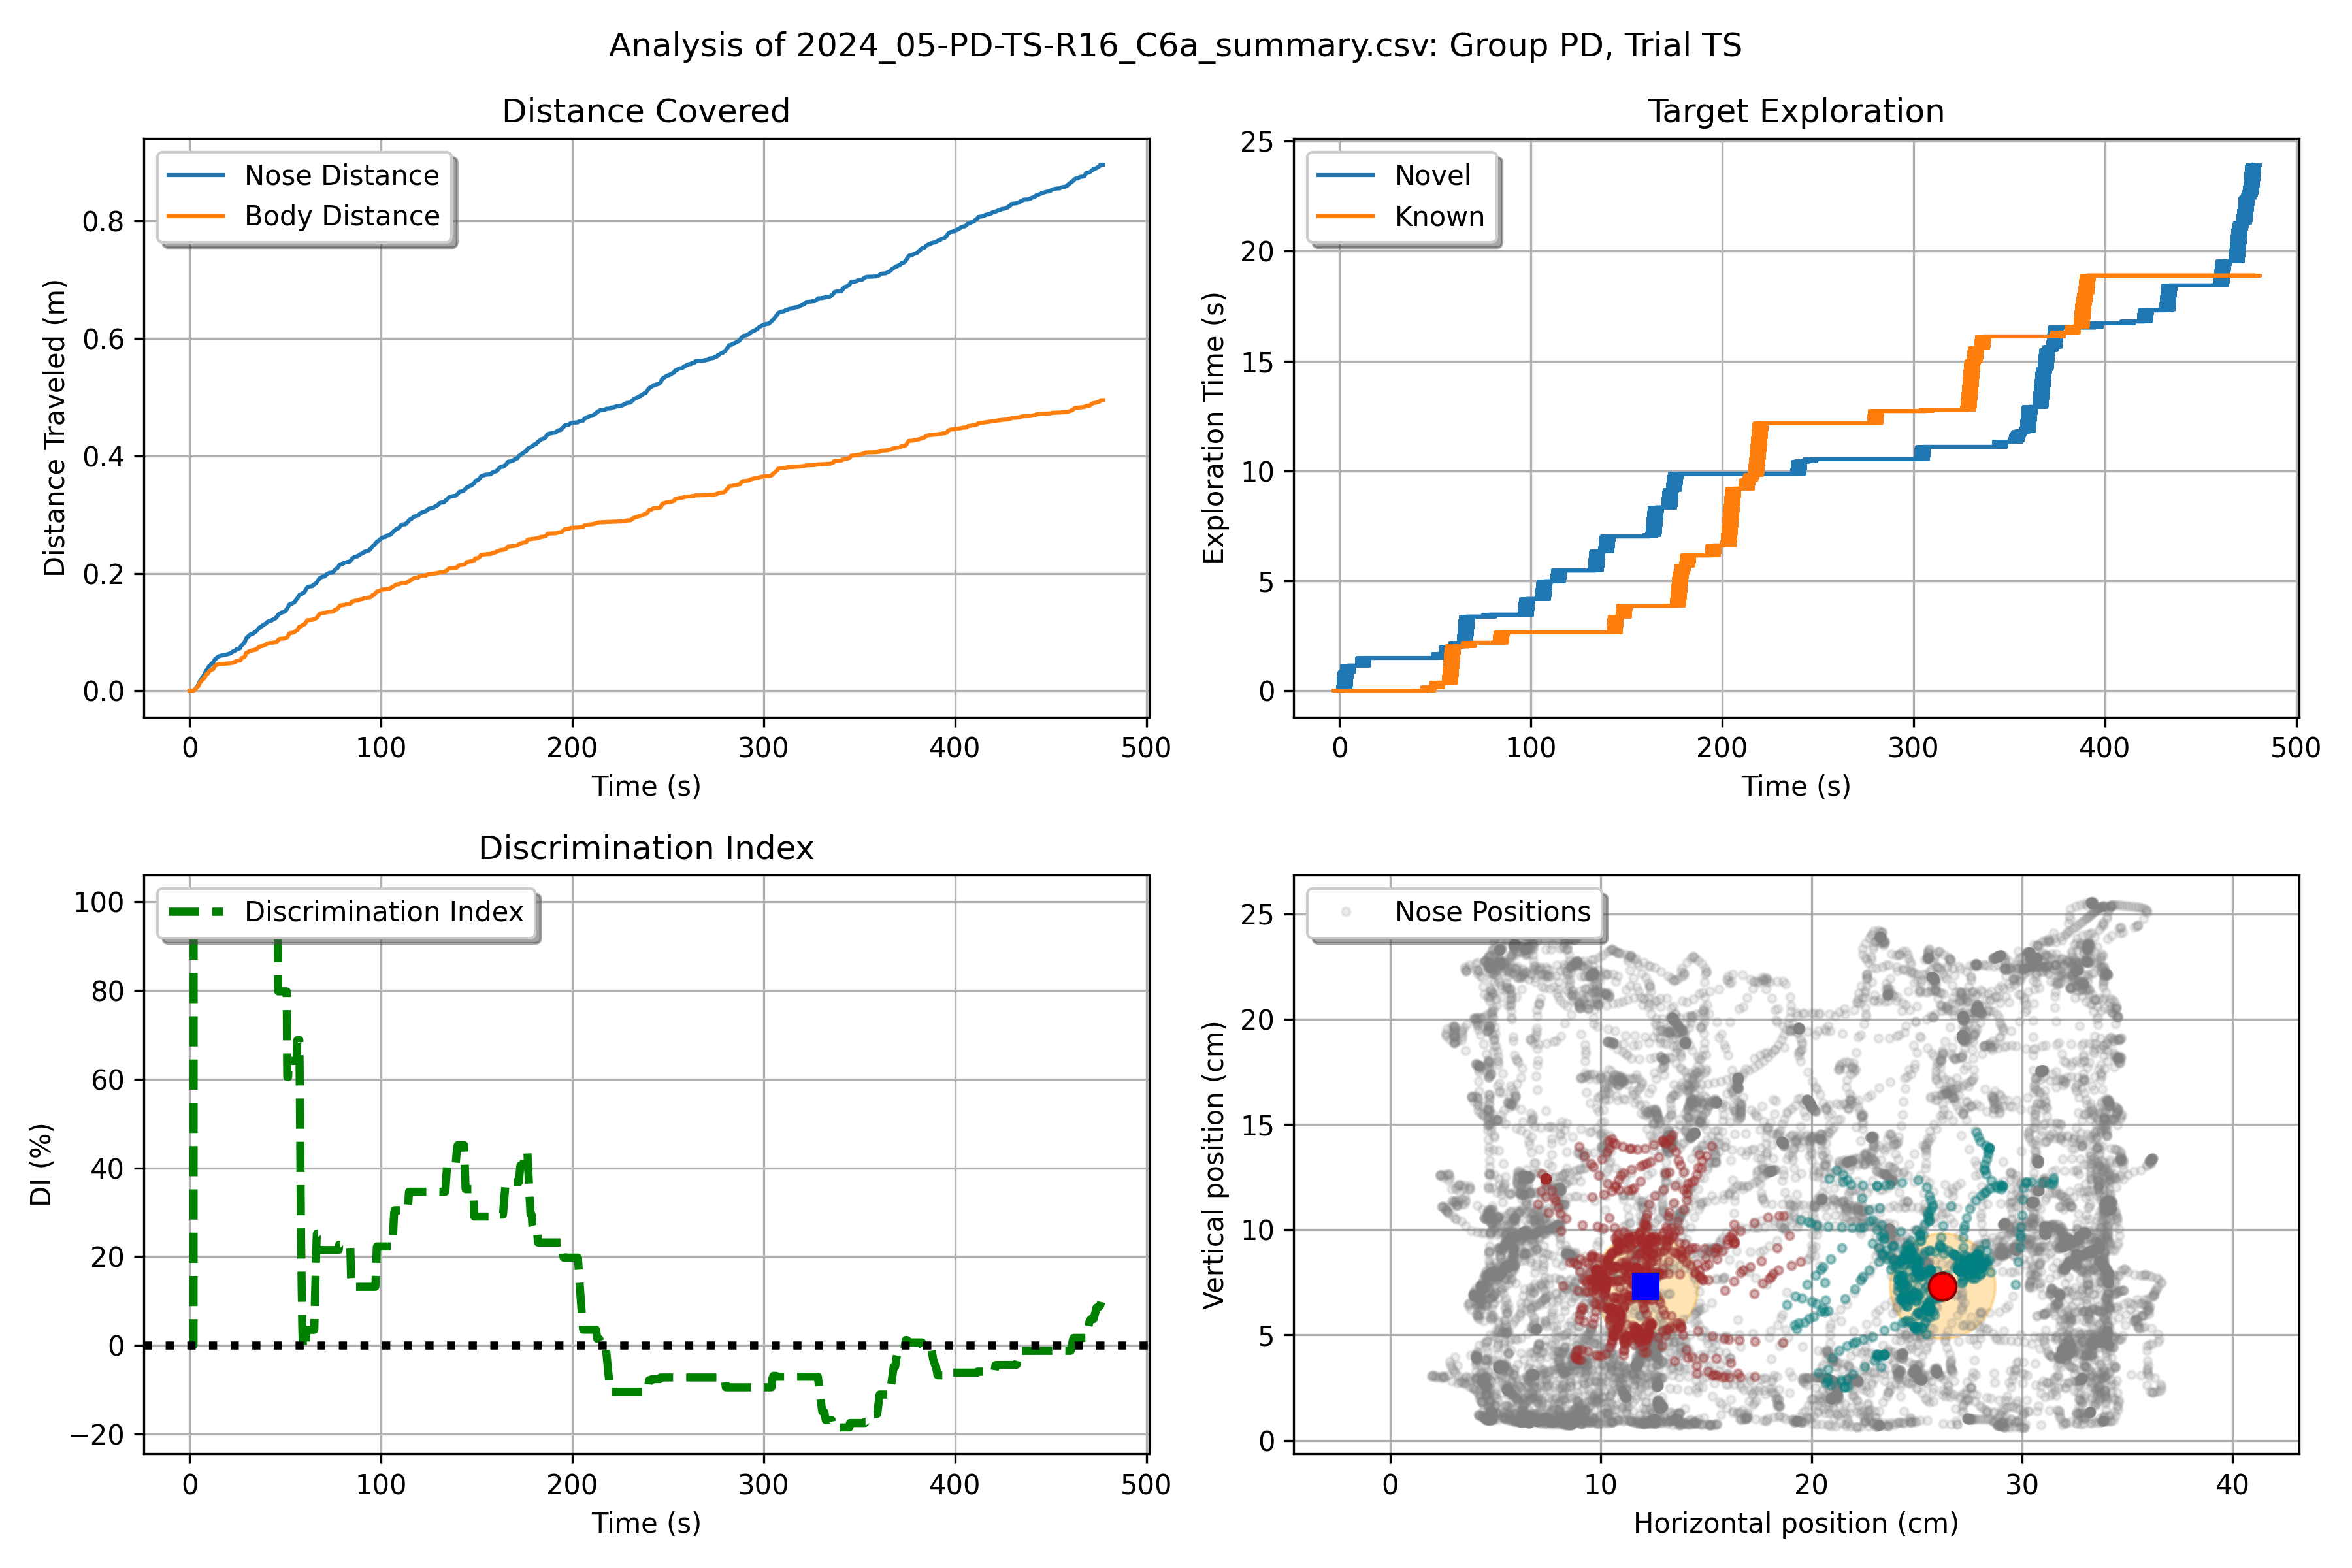 Analysis of 2024_05-PD-TS-R16_C6a_summary.csv: Group PD, Trial TS
Distance Covered
Nose Distance
Body Distance
Distance Traveled (m)
0.8
0.6
0.4
0.2
0.0
0 100 200 300 400 500
Time (s)
Target Exploration
Novel
Known
Exploration Time (s)
25
20
15
10
5
0
0 100 200 300 400 500
Time (s)
Discrimination Index
Discrimination Index
DI (%)
100
80
60
40
20
0
−20
0 100 200 300 400 500
Time (s)
Nose Positions
Vertical position (cm)
25
20
15
10
5
0
0 10 20 30 40
Horizontal position (cm)